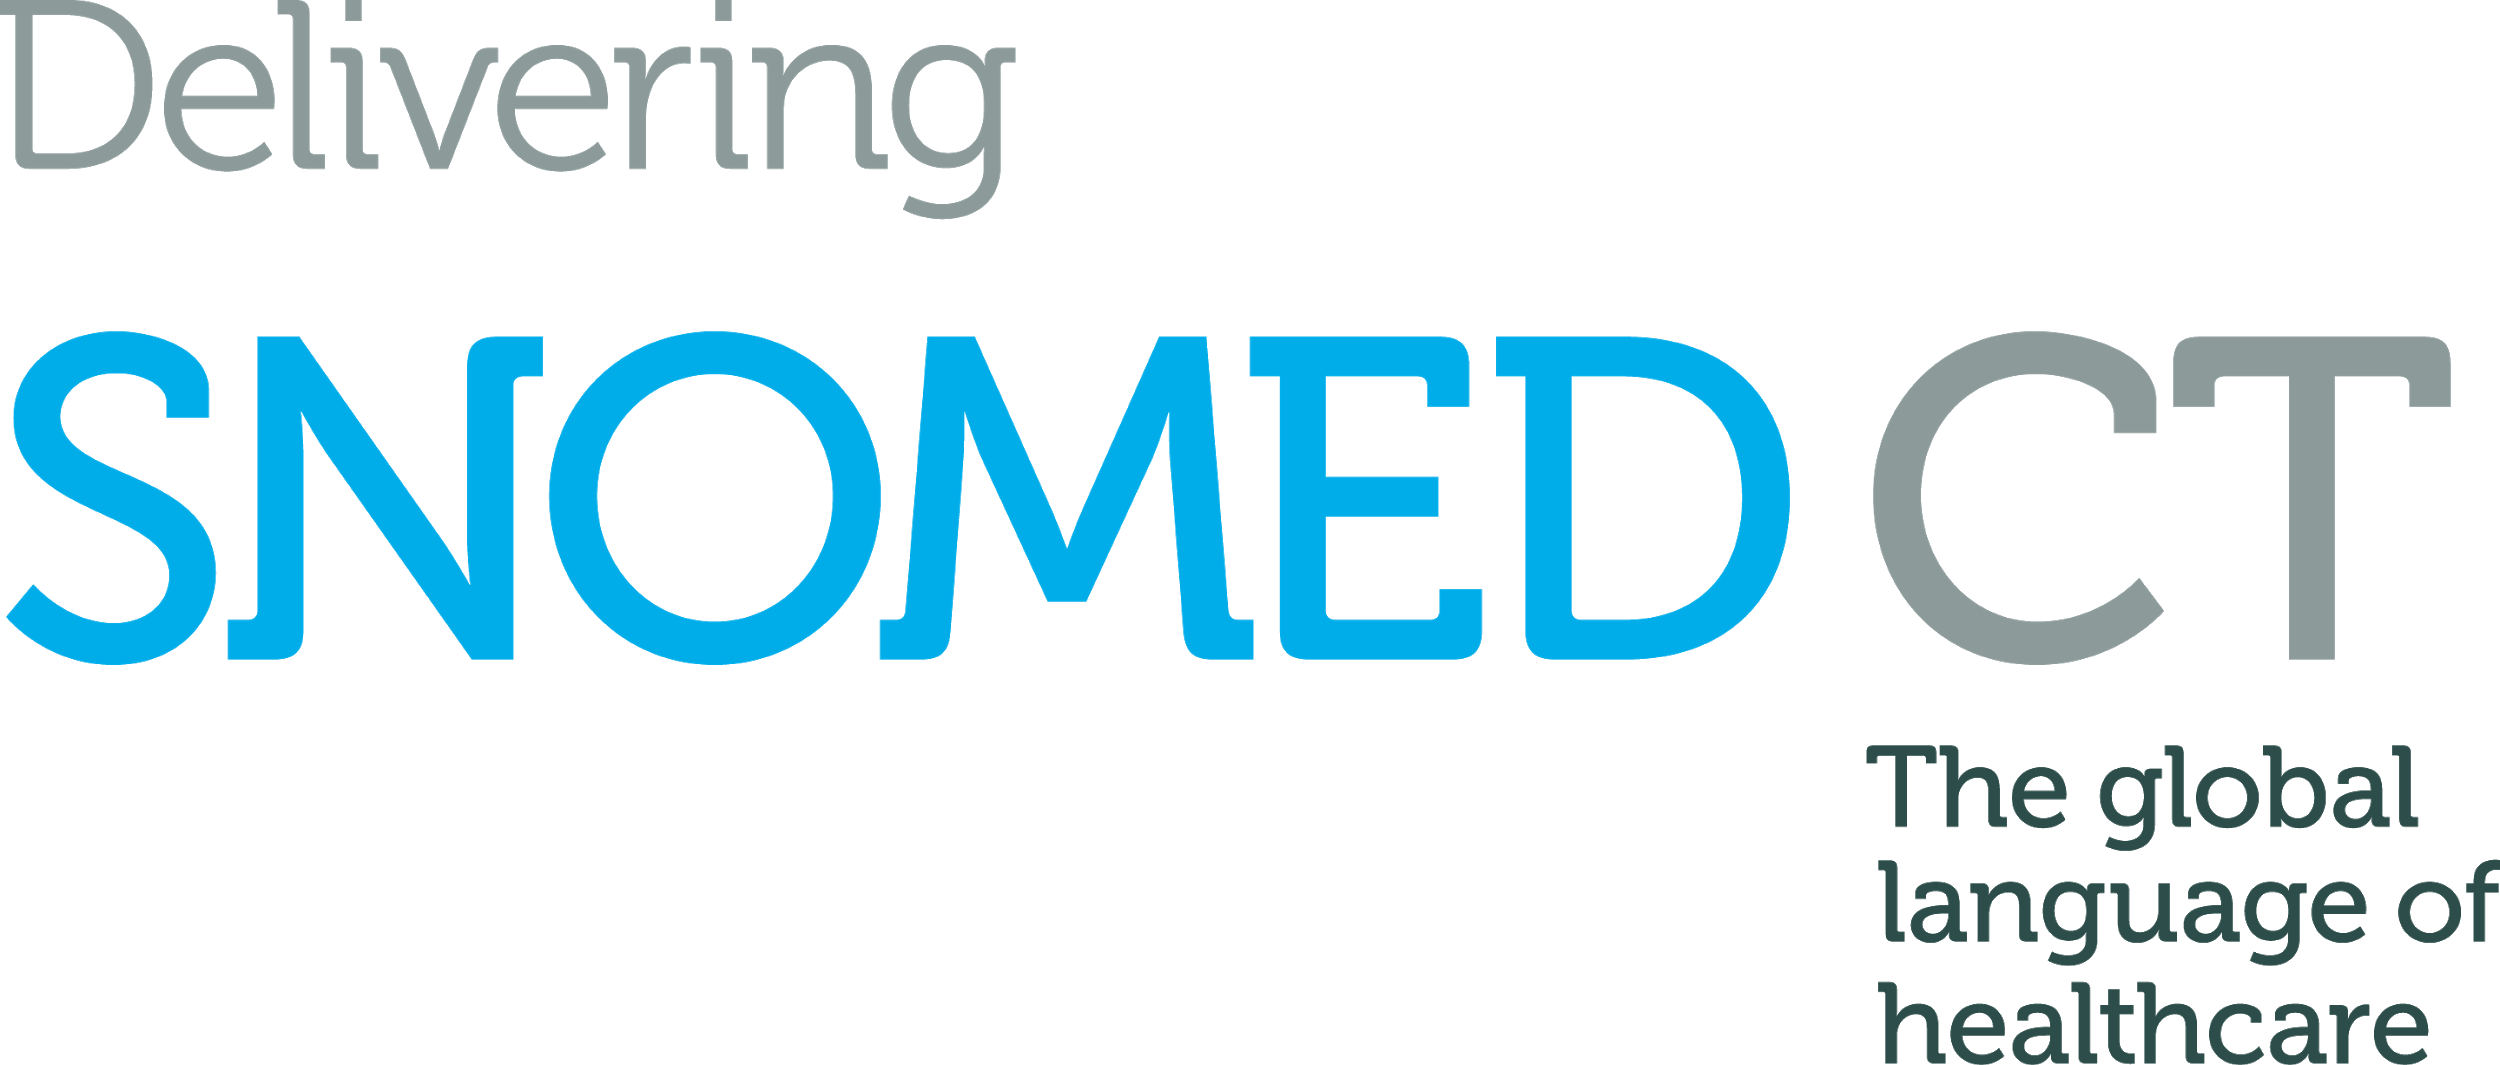 Delivering
SNOMED CT
The global
language of
healthcare